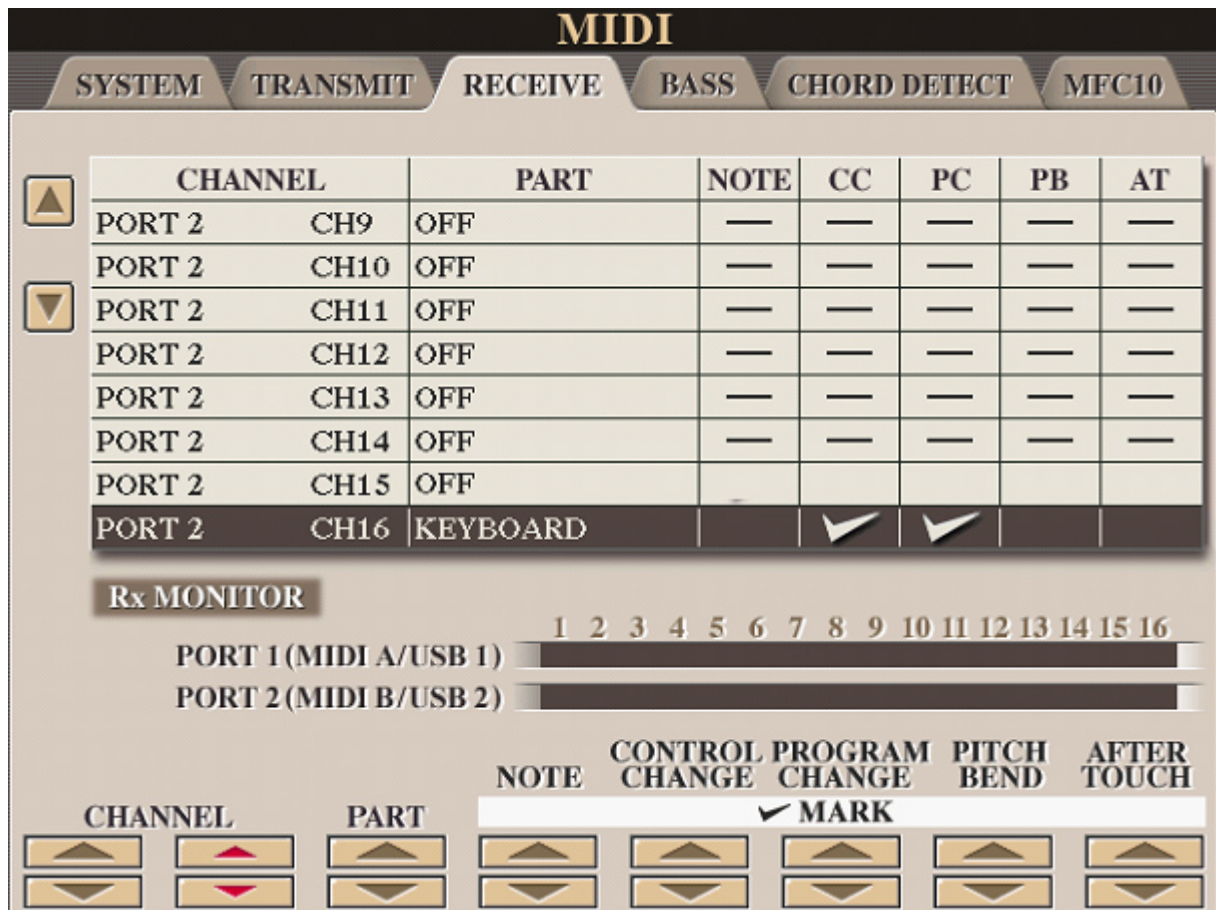 MIDI
SYSTEM TRANSMIT RECEIVE BASS CHORD DETECT MFC10
CHANNEL PART NOTE CC PC PB AT
PORT 2 CH9 OFF — — — — —
PORT 2 CH10 OFF — — — — —
PORT 2 CH11 OFF — — — — —
PORT 2 CH12 OFF — — — — —
PORT 2 CH13 OFF — — — — —
PORT 2 CH14 OFF — — — — —
PORT 2 CH15 OFF
PORT 2 CH16 KEYBOARD ✓ ✓
Rx MONITOR
1 2 3 4 5 6 7 8 9 10 11 12 13 14 15 16
PORT 1 (MIDI A/USB 1)
PORT 2 (MIDI B/USB 2)
NOTE CONTROL CHANGE PROGRAM CHANGE PITCH BEND AFTER TOUCH
CHANNEL PART ✓ MARK